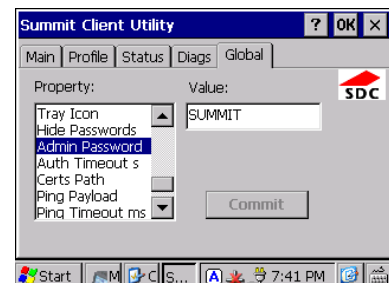 Summit Client Utility ? OK ×
Main Profile Status Diags Global
Property: Value:
SDC
Tray Icon
SUMMIT
Hide Passwords
Admin Password
Auth Timeout s
Certs Path
Ping Payload
Ping Timeout ms
Commit
Start M C S... A 7:41 PM